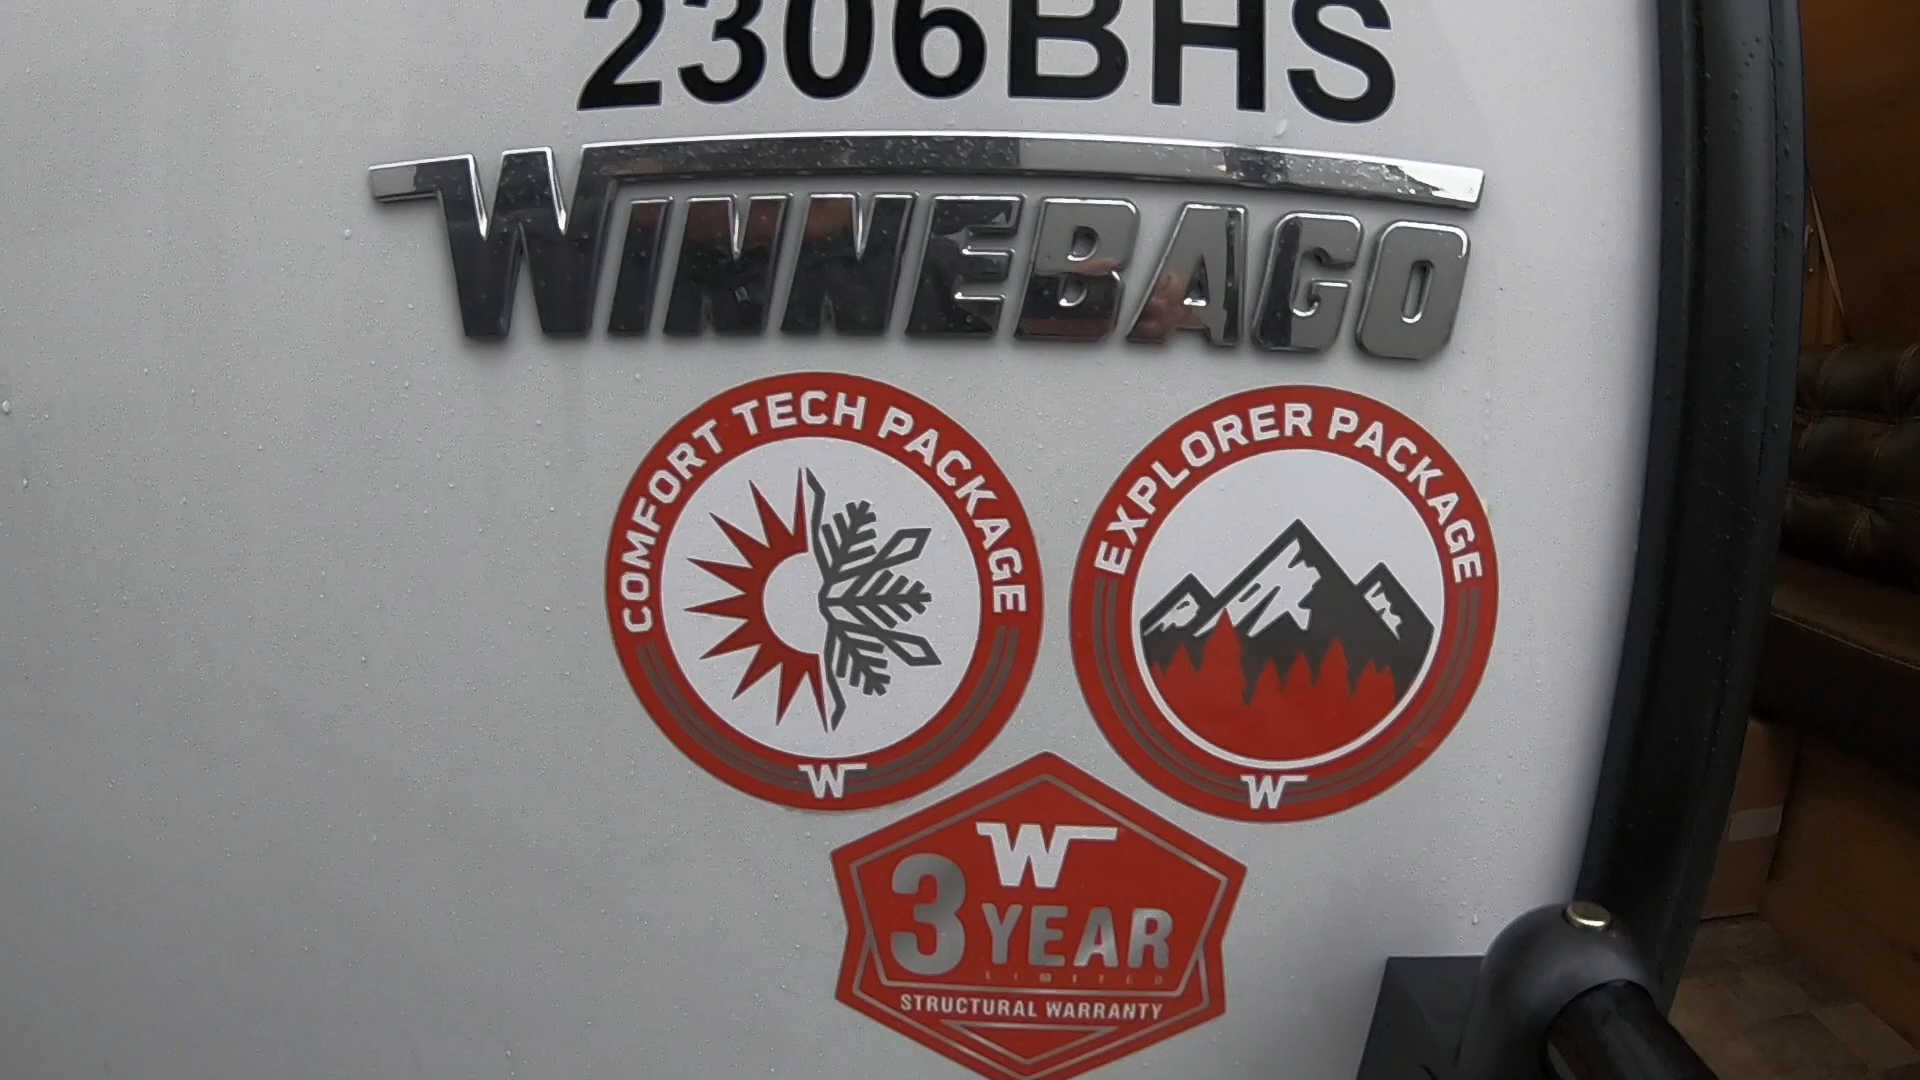 2306BHS
WINNEBAGO
COMFORT TECH PACKAGE
W
EXPLORER PACKAGE
W
W
3 YEAR
LIMITED
STRUCTURAL WARRANTY